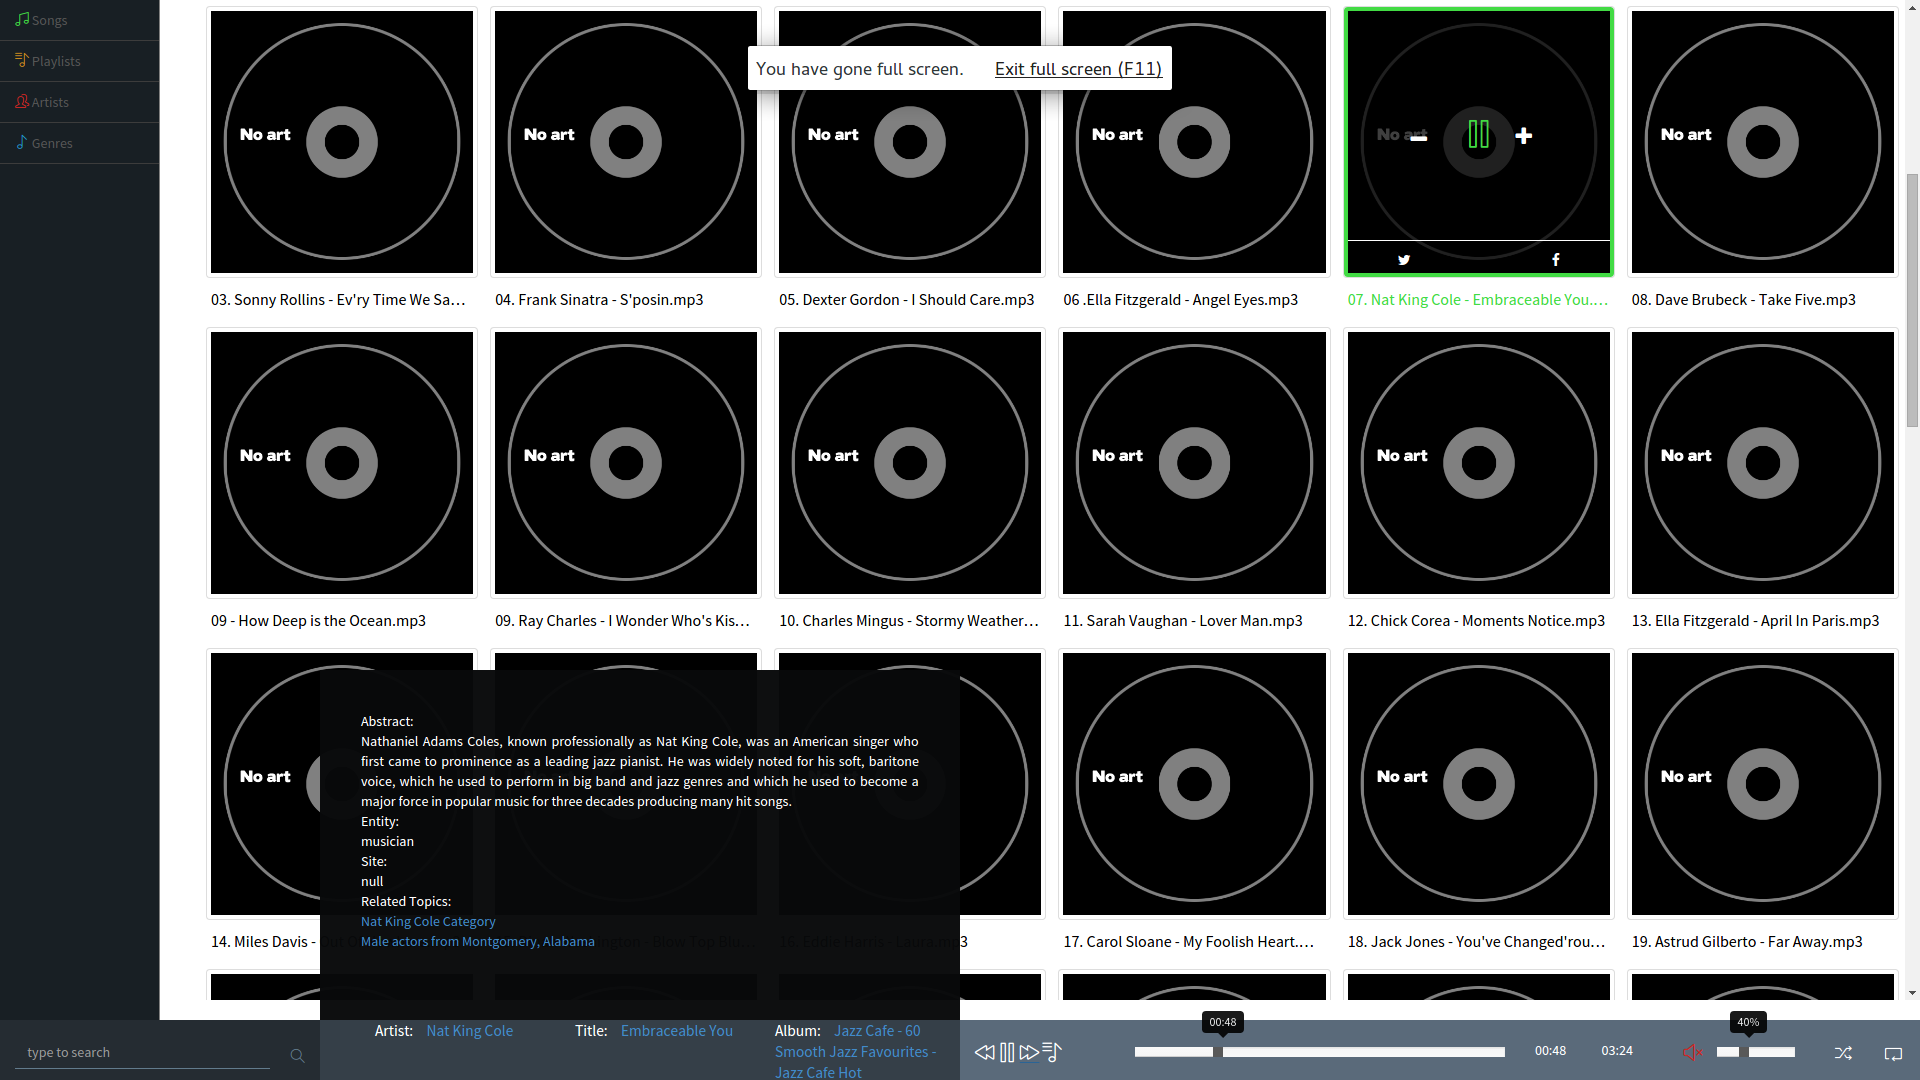 Songs
Playlists
Artists
Genres
You have gone full screen. Exit full screen (F11)
No art
No art
No art
No art
No art
No art
03. Sonny Rollins - Ev'ry Time We Sa...
04. Frank Sinatra - S'posin.mp3
05. Dexter Gordon - I Should Care.mp3
06 .Ella Fitzgerald - Angel Eyes.mp3
07. Nat King Cole - Embraceable You....
08. Dave Brubeck - Take Five.mp3
No art
No art
No art
No art
No art
No art
09 - How Deep is the Ocean.mp3
09. Ray Charles - I Wonder Who's Kis...
10. Charles Mingus - Stormy Weather...
11. Sarah Vaughan - Lover Man.mp3
12. Chick Corea - Moments Notice.mp3
13. Ella Fitzgerald - April In Paris.mp3
No art
No art
No art
No art
Abstract:
Nathaniel Adams Coles, known professionally as Nat King Cole, was an American singer who
first came to prominence as a leading jazz pianist. He was widely noted for his soft, baritone
voice, which he used to perform in big band and jazz genres and which he used to become a
major force in popular music for three decades producing many hit songs.
Entity:
musician
Site:
null
Related Topics:
Nat King Cole Category
Male actors from Montgomery, Alabama
14. Miles Davis -
17. Carol Sloane - My Foolish Heart....
18. Jack Jones - You've Changed'rou...
19. Astrud Gilberto - Far Away.mp3
type to search
Artist: Nat King Cole
Title: Embraceable You
Album: Jazz Cafe - 60
Smooth Jazz Favourites -
Jazz Cafe Hot
00:48
00:48
03:24
40%